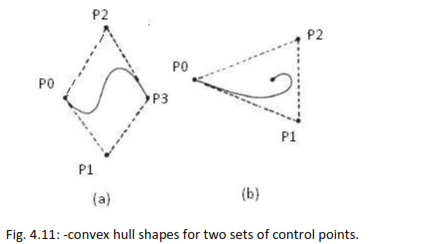 P2
P0
P3
P1
(a)
P2
P0
P1
(b)
Fig. 4.11: -convex hull shapes for two sets of control points.